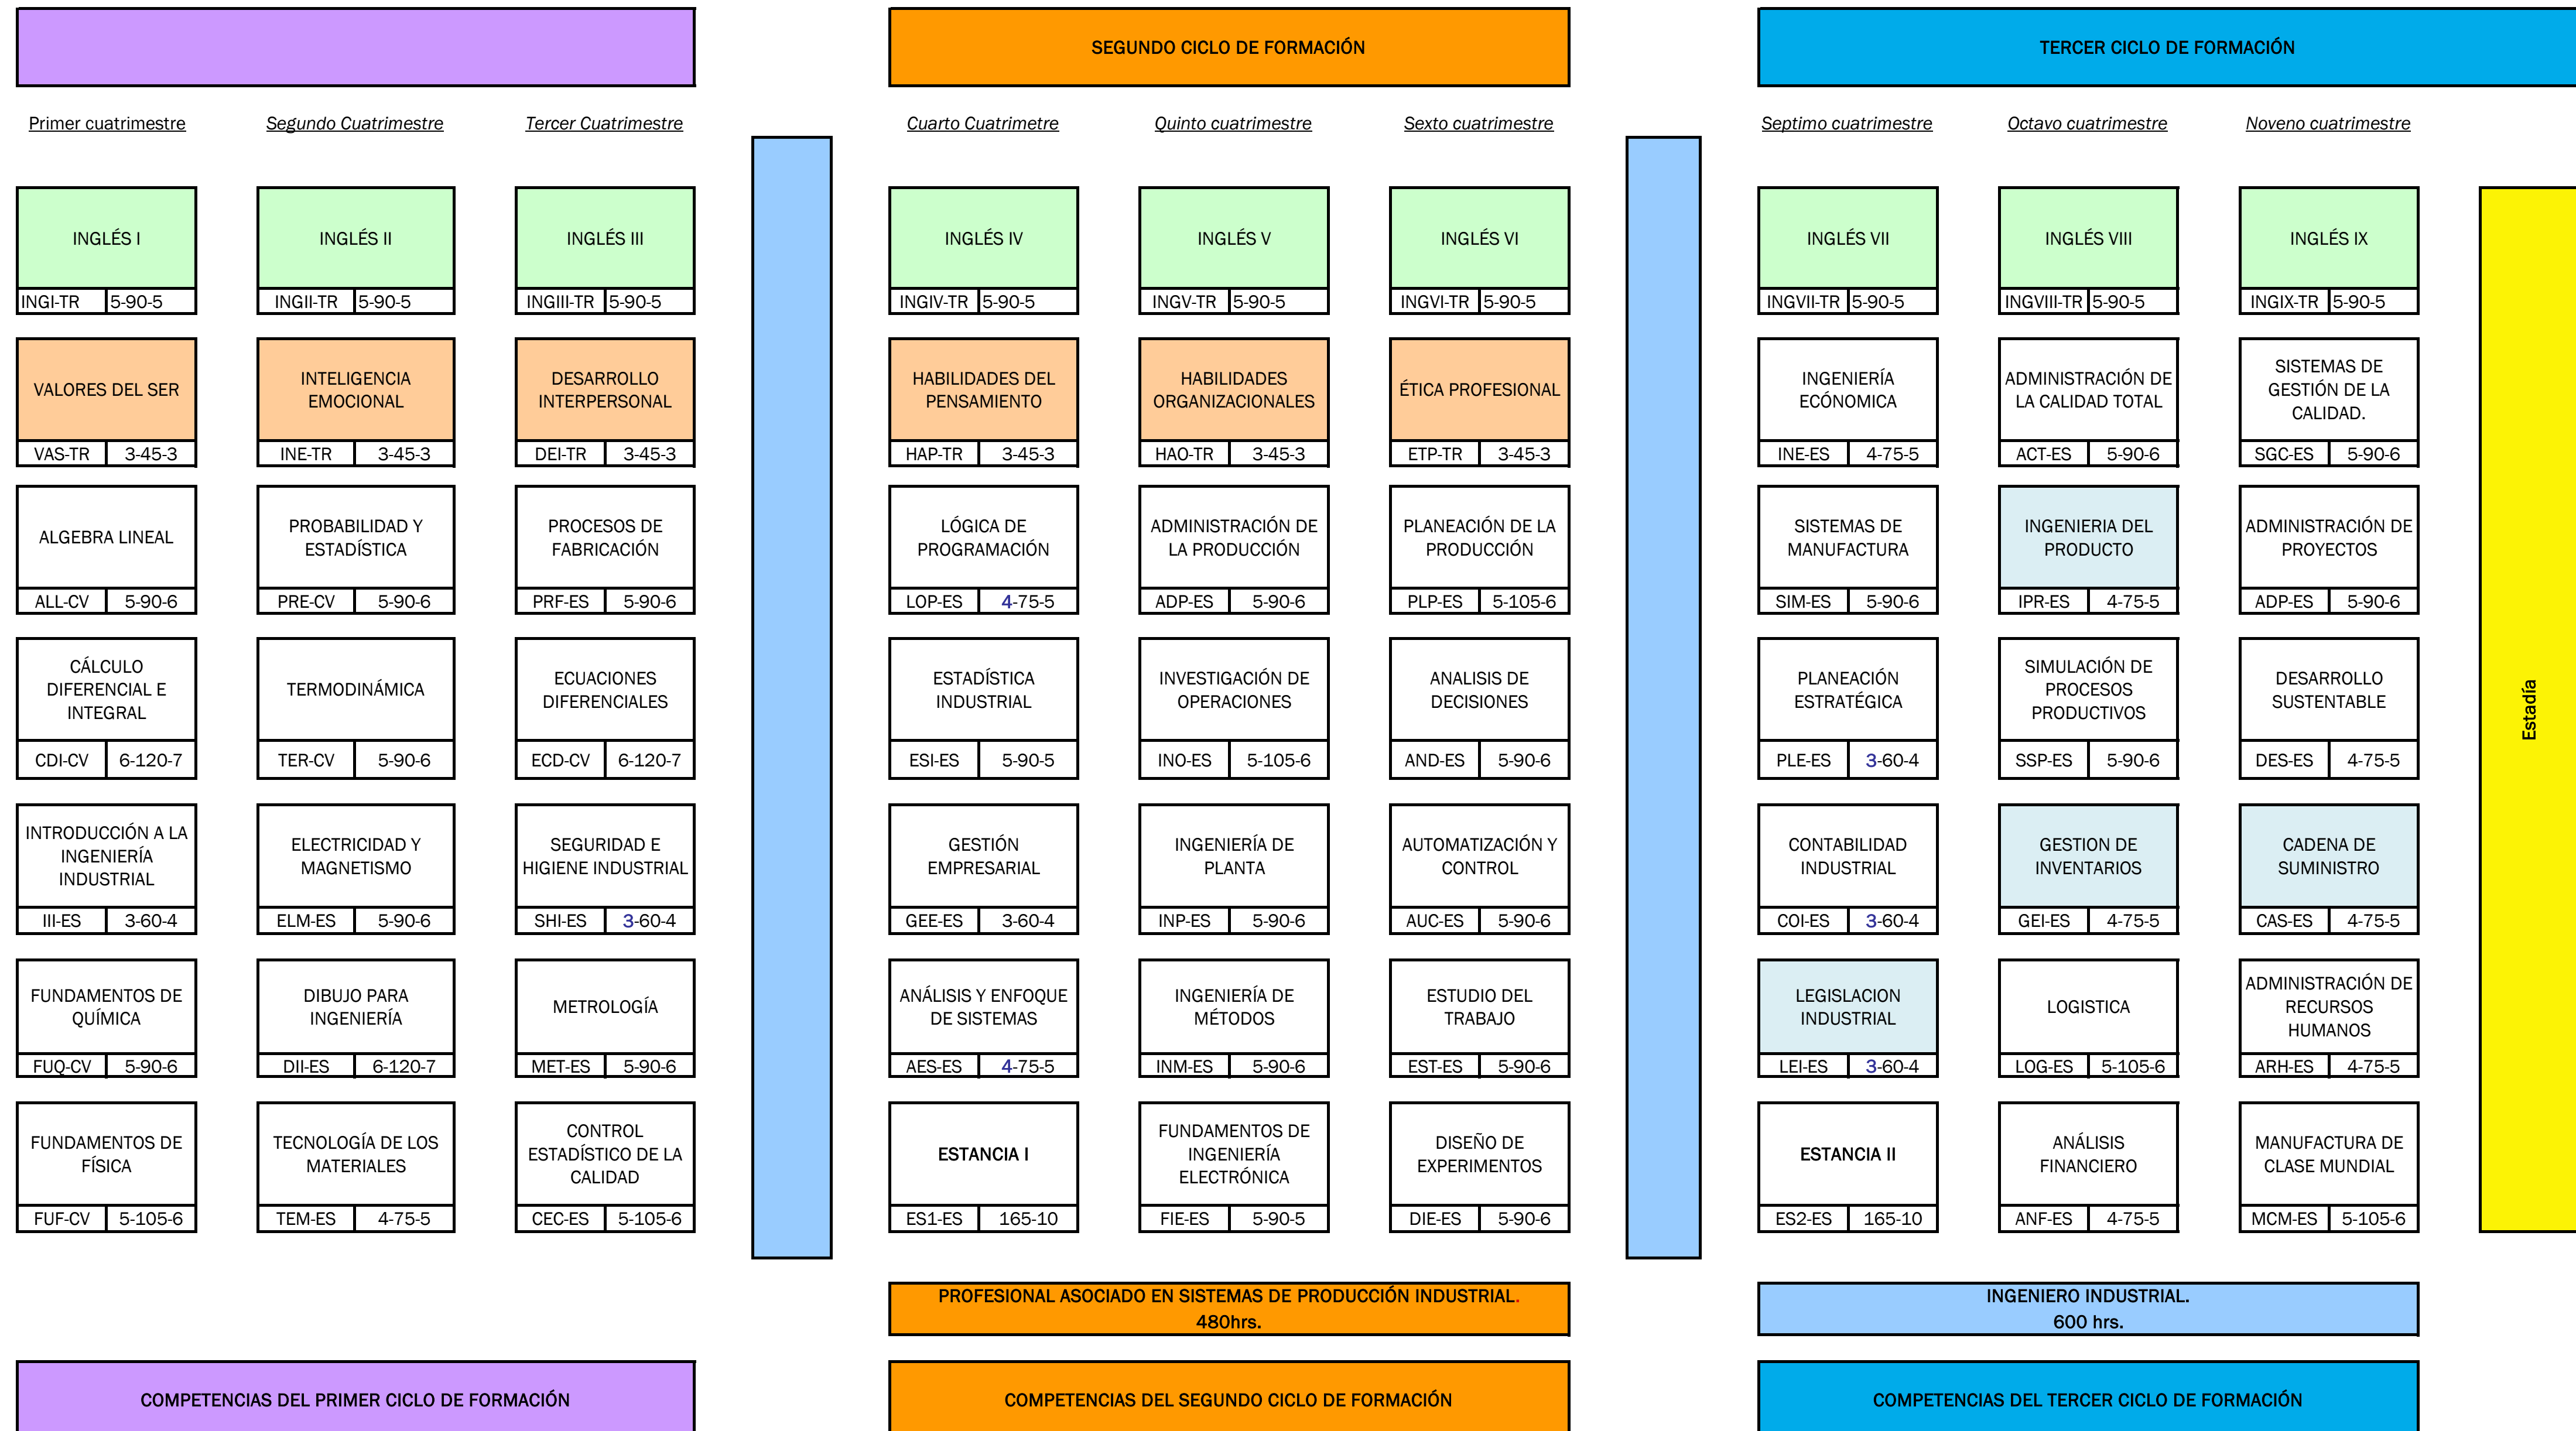 SEGUNDO CICLO DE FORMACIÓN
TERCER CICLO DE FORMACIÓN
Primer cuatrimestre
Segundo Cuatrimestre
Tercer Cuatrimestre
Cuarto Cuatrimetre
Quinto cuatrimestre
Sexto cuatrimestre
Septimo cuatrimestre
Octavo cuatrimestre
Noveno cuatrimestre
INGLÉS I
INGI-TR 5-90-5
INGLÉS II
INGII-TR 5-90-5
INGLÉS III
INGIII-TR 5-90-5
INGLÉS IV
INGIV-TR 5-90-5
INGLÉS V
INGV-TR 5-90-5
INGLÉS VI
INGVI-TR 5-90-5
INGLÉS VII
INGVII-TR 5-90-5
INGLÉS VIII
INGVIII-TR 5-90-5
INGLÉS IX
INGIX-TR 5-90-5
VALORES DEL SER
VAS-TR 3-45-3
INTELIGENCIA
EMOCIONAL
INE-TR 3-45-3
DESARROLLO
INTERPERSONAL
DEI-TR 3-45-3
HABILIDADES DEL
PENSAMIENTO
HAP-TR 3-45-3
HABILIDADES
ORGANIZACIONALES
HAO-TR 3-45-3
ÉTICA PROFESIONAL
ETP-TR 3-45-3
INGENIERÍA
ECÓNOMICA
INE-ES 4-75-5
ADMINISTRACIÓN DE
LA CALIDAD TOTAL
ACT-ES 5-90-6
SISTEMAS DE
GESTIÓN DE LA
CALIDAD.
SGC-ES 5-90-6
ALGEBRA LINEAL
ALL-CV 5-90-6
PROBABILIDAD Y
ESTADÍSTICA
PRE-CV 5-90-6
PROCESOS DE
FABRICACIÓN
PRF-ES 5-90-6
LÓGICA DE
PROGRAMACIÓN
LOP-ES 4-75-5
ADMINISTRACIÓN DE
LA PRODUCCIÓN
ADP-ES 5-90-6
PLANEACIÓN DE LA
PRODUCCIÓN
PLP-ES 5-105-6
SISTEMAS DE
MANUFACTURA
SIM-ES 5-90-6
INGENIERIA DEL
PRODUCTO
IPR-ES 4-75-5
ADMINISTRACIÓN DE
PROYECTOS
ADP-ES 5-90-6
CÁLCULO
DIFERENCIAL E
INTEGRAL
CDI-CV 6-120-7
TERMODINÁMICA
TER-CV 5-90-6
ECUACIONES
DIFERENCIALES
ECD-CV 6-120-7
ESTADÍSTICA
INDUSTRIAL
ESI-ES 5-90-5
INVESTIGACIÓN DE
OPERACIONES
INO-ES 5-105-6
ANALISIS DE
DECISIONES
AND-ES 5-90-6
PLANEACIÓN
ESTRATÉGICA
PLE-ES 3-60-4
SIMULACIÓN DE
PROCESOS
PRODUCTIVOS
SSP-ES 5-90-6
DESARROLLO
SUSTENTABLE
DES-ES 4-75-5
Estadía
INTRODUCCIÓN A LA
INGENIERÍA
INDUSTRIAL
III-ES 3-60-4
ELECTRICIDAD Y
MAGNETISMO
ELM-ES 5-90-6
SEGURIDAD E
HIGIENE INDUSTRIAL
SHI-ES 3-60-4
GESTIÓN
EMPRESARIAL
GEE-ES 3-60-4
INGENIERÍA DE
PLANTA
INP-ES 5-90-6
AUTOMATIZACIÓN Y
CONTROL
AUC-ES 5-90-6
CONTABILIDAD
INDUSTRIAL
COI-ES 3-60-4
GESTION DE
INVENTARIOS
GEI-ES 4-75-5
CADENA DE
SUMINISTRO
CAS-ES 4-75-5
FUNDAMENTOS DE
QUÍMICA
FUQ-CV 5-90-6
DIBUJO PARA
INGENIERÍA
DII-ES 6-120-7
METROLOGÍA
MET-ES 5-90-6
ANÁLISIS Y ENFOQUE
DE SISTEMAS
AES-ES 4-75-5
INGENIERÍA DE
MÉTODOS
INM-ES 5-90-6
ESTUDIO DEL
TRABAJO
EST-ES 5-90-6
LEGISLACION
INDUSTRIAL
LEI-ES 3-60-4
LOGISTICA
LOG-ES 5-105-6
ADMINISTRACIÓN DE
RECURSOS
HUMANOS
ARH-ES 4-75-5
FUNDAMENTOS DE
FÍSICA
FUF-CV 5-105-6
TECNOLOGÍA DE LOS
MATERIALES
TEM-ES 4-75-5
CONTROL
ESTADÍSTICO DE LA
CALIDAD
CEC-ES 5-105-6
ESTANCIA I
ES1-ES 165-10
FUNDAMENTOS DE
INGENIERÍA
ELECTRÓNICA
FIE-ES 5-90-5
DISEÑO DE
EXPERIMENTOS
DIE-ES 5-90-6
ESTANCIA II
ES2-ES 165-10
ANÁLISIS
FINANCIERO
ANF-ES 4-75-5
MANUFACTURA DE
CLASE MUNDIAL
MCM-ES 5-105-6
PROFESIONAL ASOCIADO EN SISTEMAS DE PRODUCCIÓN INDUSTRIAL.
480hrs.
INGENIERO INDUSTRIAL.
600 hrs.
COMPETENCIAS DEL PRIMER CICLO DE FORMACIÓN
COMPETENCIAS DEL SEGUNDO CICLO DE FORMACIÓN
COMPETENCIAS DEL TERCER CICLO DE FORMACIÓN